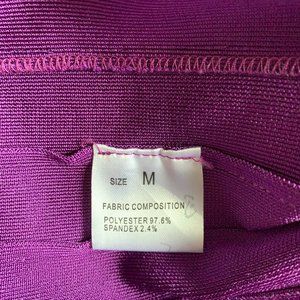 SIZE M
FABRIC COMPOSITION
POLYESTER 97.6%
SPANDEX 2.4%